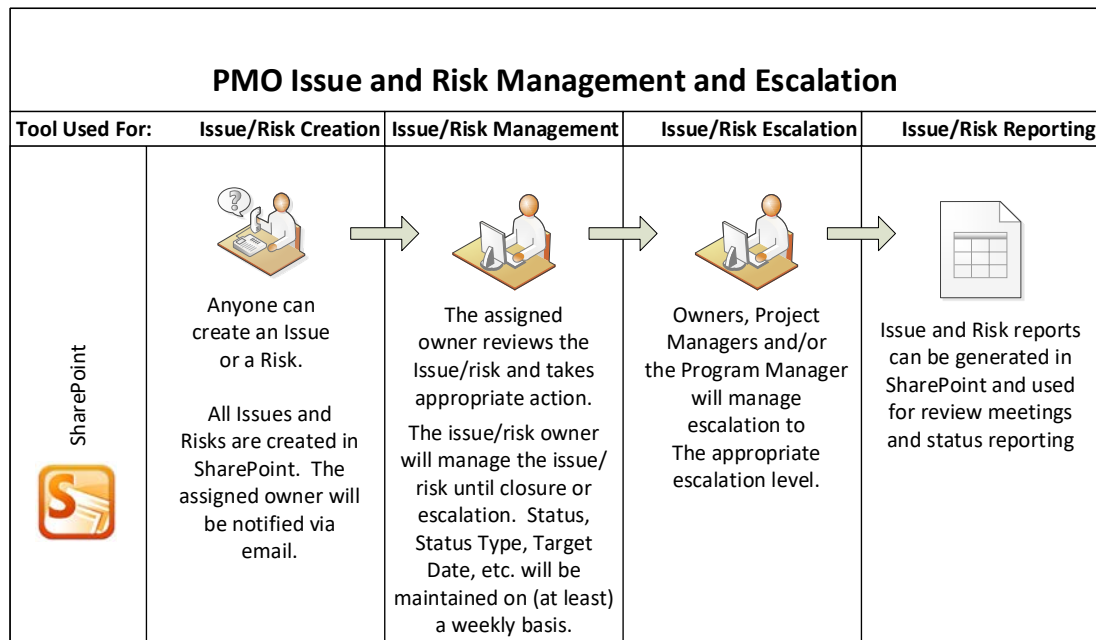 PMO Issue and Risk Management and Escalation
Tool Used For:
Issue/Risk Creation
Issue/Risk Management
Issue/Risk Escalation
Issue/Risk Reporting
SharePoint
S
?
Anyone can
create an Issue
or a Risk.
All Issues and
Risks are created in
SharePoint. The
assigned owner will
be notified via
email.
The assigned
owner reviews the
Issue/risk and takes
appropriate action.
The issue/risk owner
will manage the issue/
risk until closure or
escalation. Status,
Status Type, Target
Date, etc. will be
maintained on (at least)
a weekly basis.
Owners, Project
Managers and/or
the Program Manager
will manage
escalation to
The appropriate
escalation level.
Issue and Risk reports
can be generated in
SharePoint and used
for review meetings
and status reporting